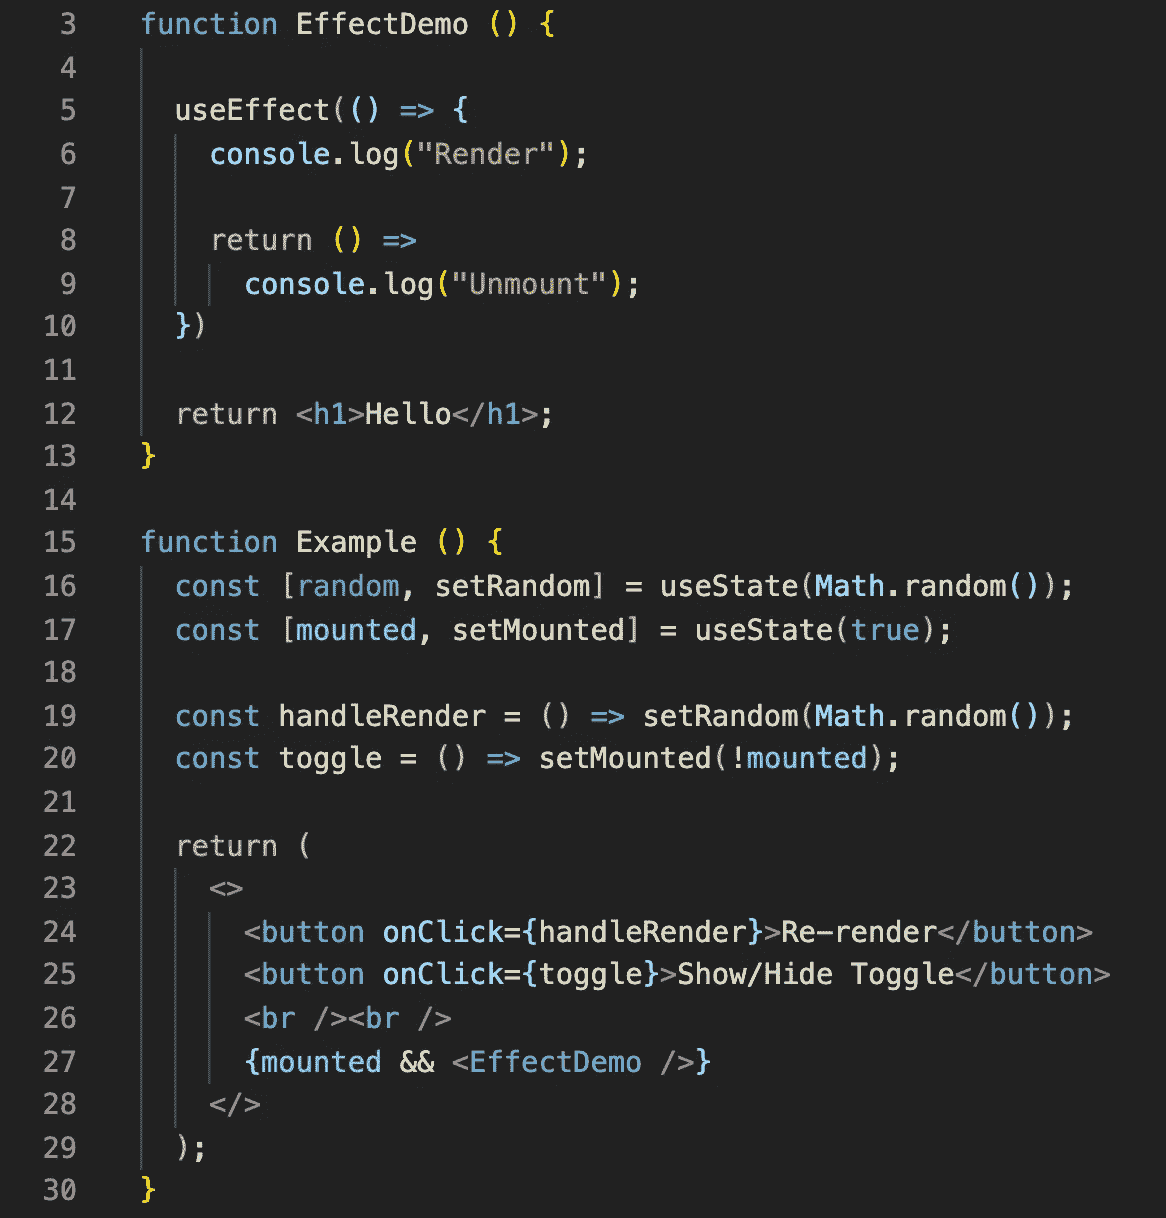 3 function EffectDemo () {
4
5 useEffect(() => {
6 console.log("Render");
7
8 return () =>
9 console.log("Unmount");
10 })
11
12 return <h1>Hello</h1>;
13 }
14
15 function Example () {
16 const [random, setRandom] = useState(Math.random());
17 const [mounted, setMounted] = useState(true);
18
19 const handleRender = () => setRandom(Math.random());
20 const toggle = () => setMounted(!mounted);
21
22 return (
23 <>
24 <button onClick={handleRender}>Re-render</button>
25 <button onClick={toggle}>Show/Hide Toggle</button>
26 <br /><br />
27 {mounted && <EffectDemo />}
28 </>
29 );
30 }